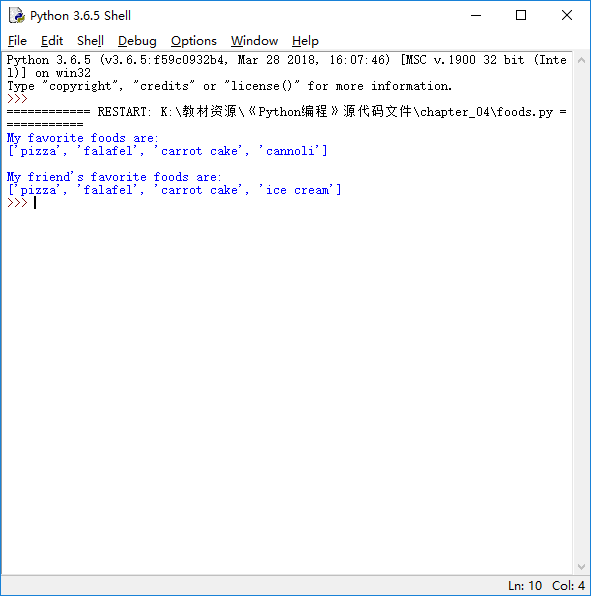 Python 3.6.5 Shell
File Edit Shell Debug Options Window Help
Python 3.6.5 (v3.6.5:f59c0932b4, Mar 28 2018, 16:07:46) [MSC v.1900 32 bit (Inte
l)] on win32
Type "copyright", "credits" or "license()" for more information.
>>>
============ RESTART: K:\教材资源\《Python编程》源代码文件\chapter_04\foods.py =
===========
My favorite foods are:
['pizza', 'falafel', 'carrot cake', 'cannoli']
My friend's favorite foods are:
['pizza', 'falafel', 'carrot cake', 'ice cream']
>>>
Ln: 10 Col: 4